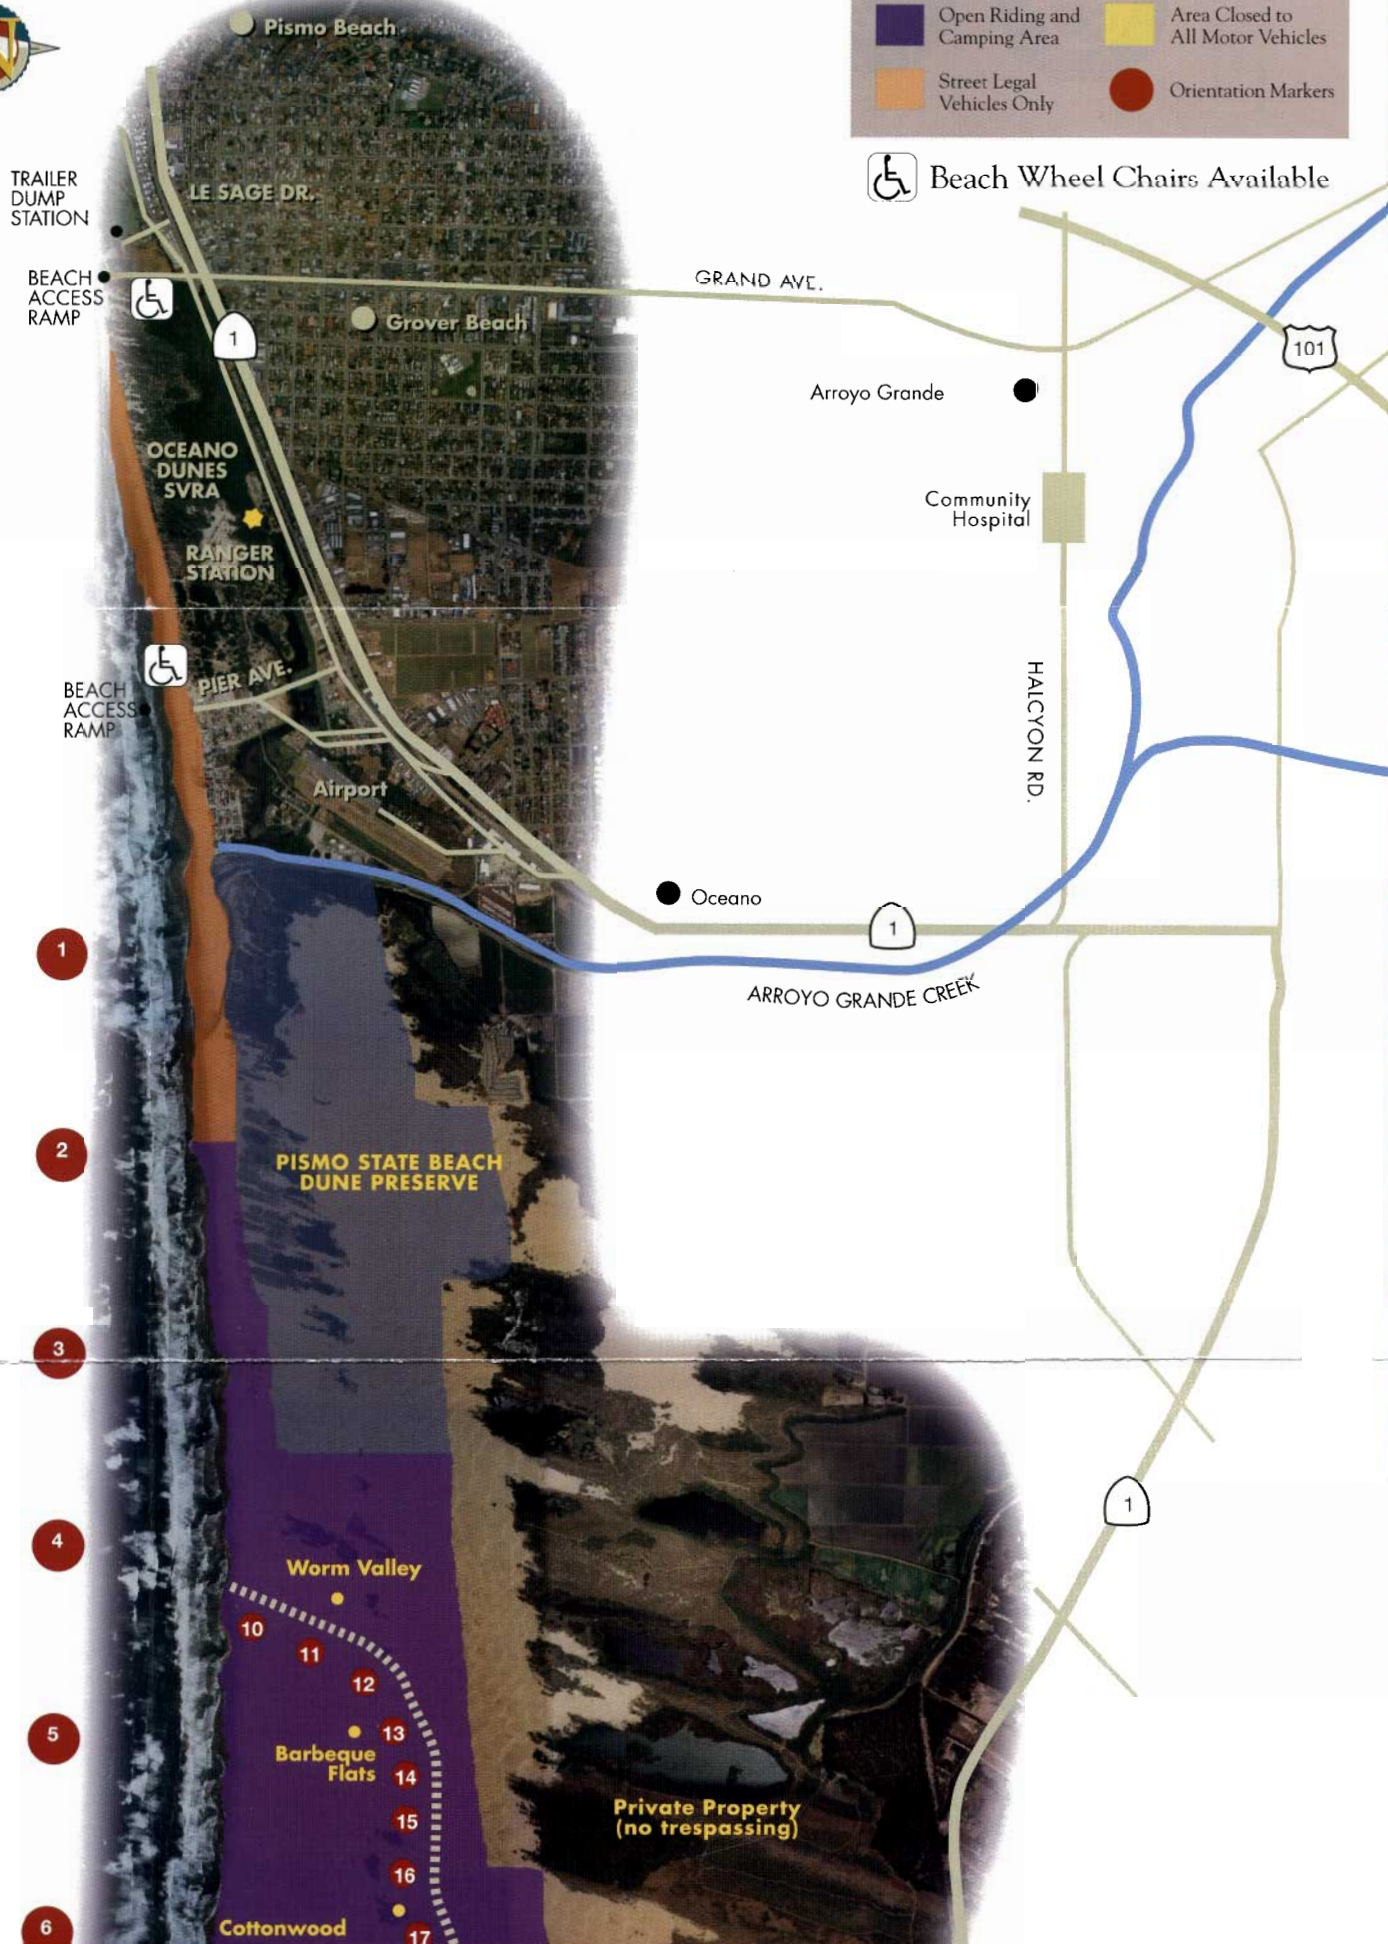 N
Pismo Beach
Open Riding and
Camping Area
Area Closed to
All Motor Vehicles
Street Legal
Vehicles Only
Orientation Markers
Beach Wheel Chairs Available
TRAILER
DUMP
STATION
LE SAGE DR.
BEACH
ACCESS
RAMP
GRAND AVE.
1
Grover Beach
101
Arroyo Grande
OCEANO
DUNES
SVRA
Community
Hospital
RANGER
STATION
PIER AVE.
BEACH
ACCESS
RAMP
HALCYON RD.
Airport
Oceano
1
1
ARROYO GRANDE CREEK
2
PISMO STATE BEACH
DUNE PRESERVE
3
1
4
Worm Valley
10
11
12
5
13
Barbeque
Flats
14
15
Private Property
(no trespassing)
16
6
Cottonwood
17